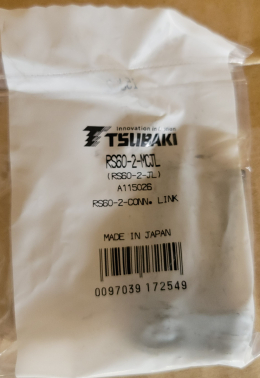 Innovation in Motion
TSUBAKI
RS60-2-MCJL
(RS60-2-JL)
A115026
RS60-2-CONN. LINK
MADE IN JAPAN
0097039 172549